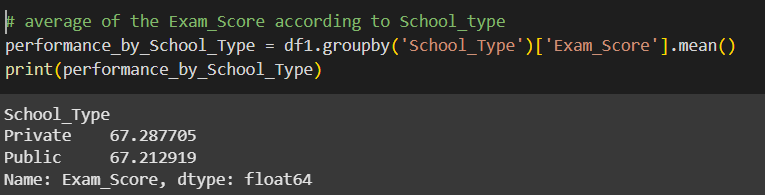 # average of the Exam_Score according to School_type
performance_by_School_Type = df1.groupby('School_Type')['Exam_Score'].mean()
print(performance_by_School_Type)
School_Type
Private    67.287705
Public     67.212919
Name: Exam_Score, dtype: float64